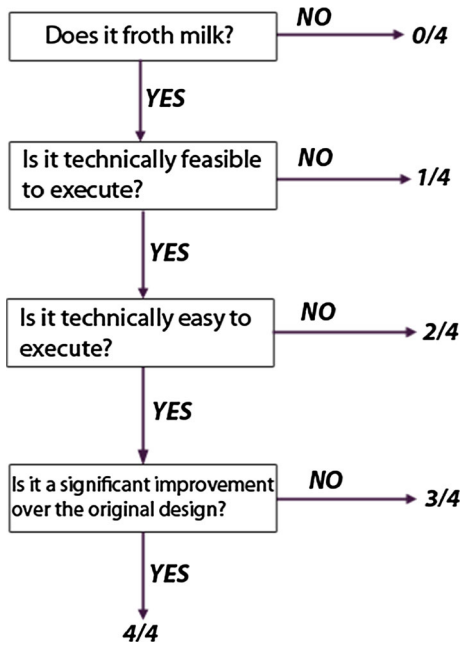 Does it froth milk?
NO
0/4
YES
Is it technically feasible
to execute?
NO
1/4
YES
Is it technically easy to
execute?
NO
2/4
YES
Is it a significant improvement
over the original design?
NO
3/4
YES
4/4